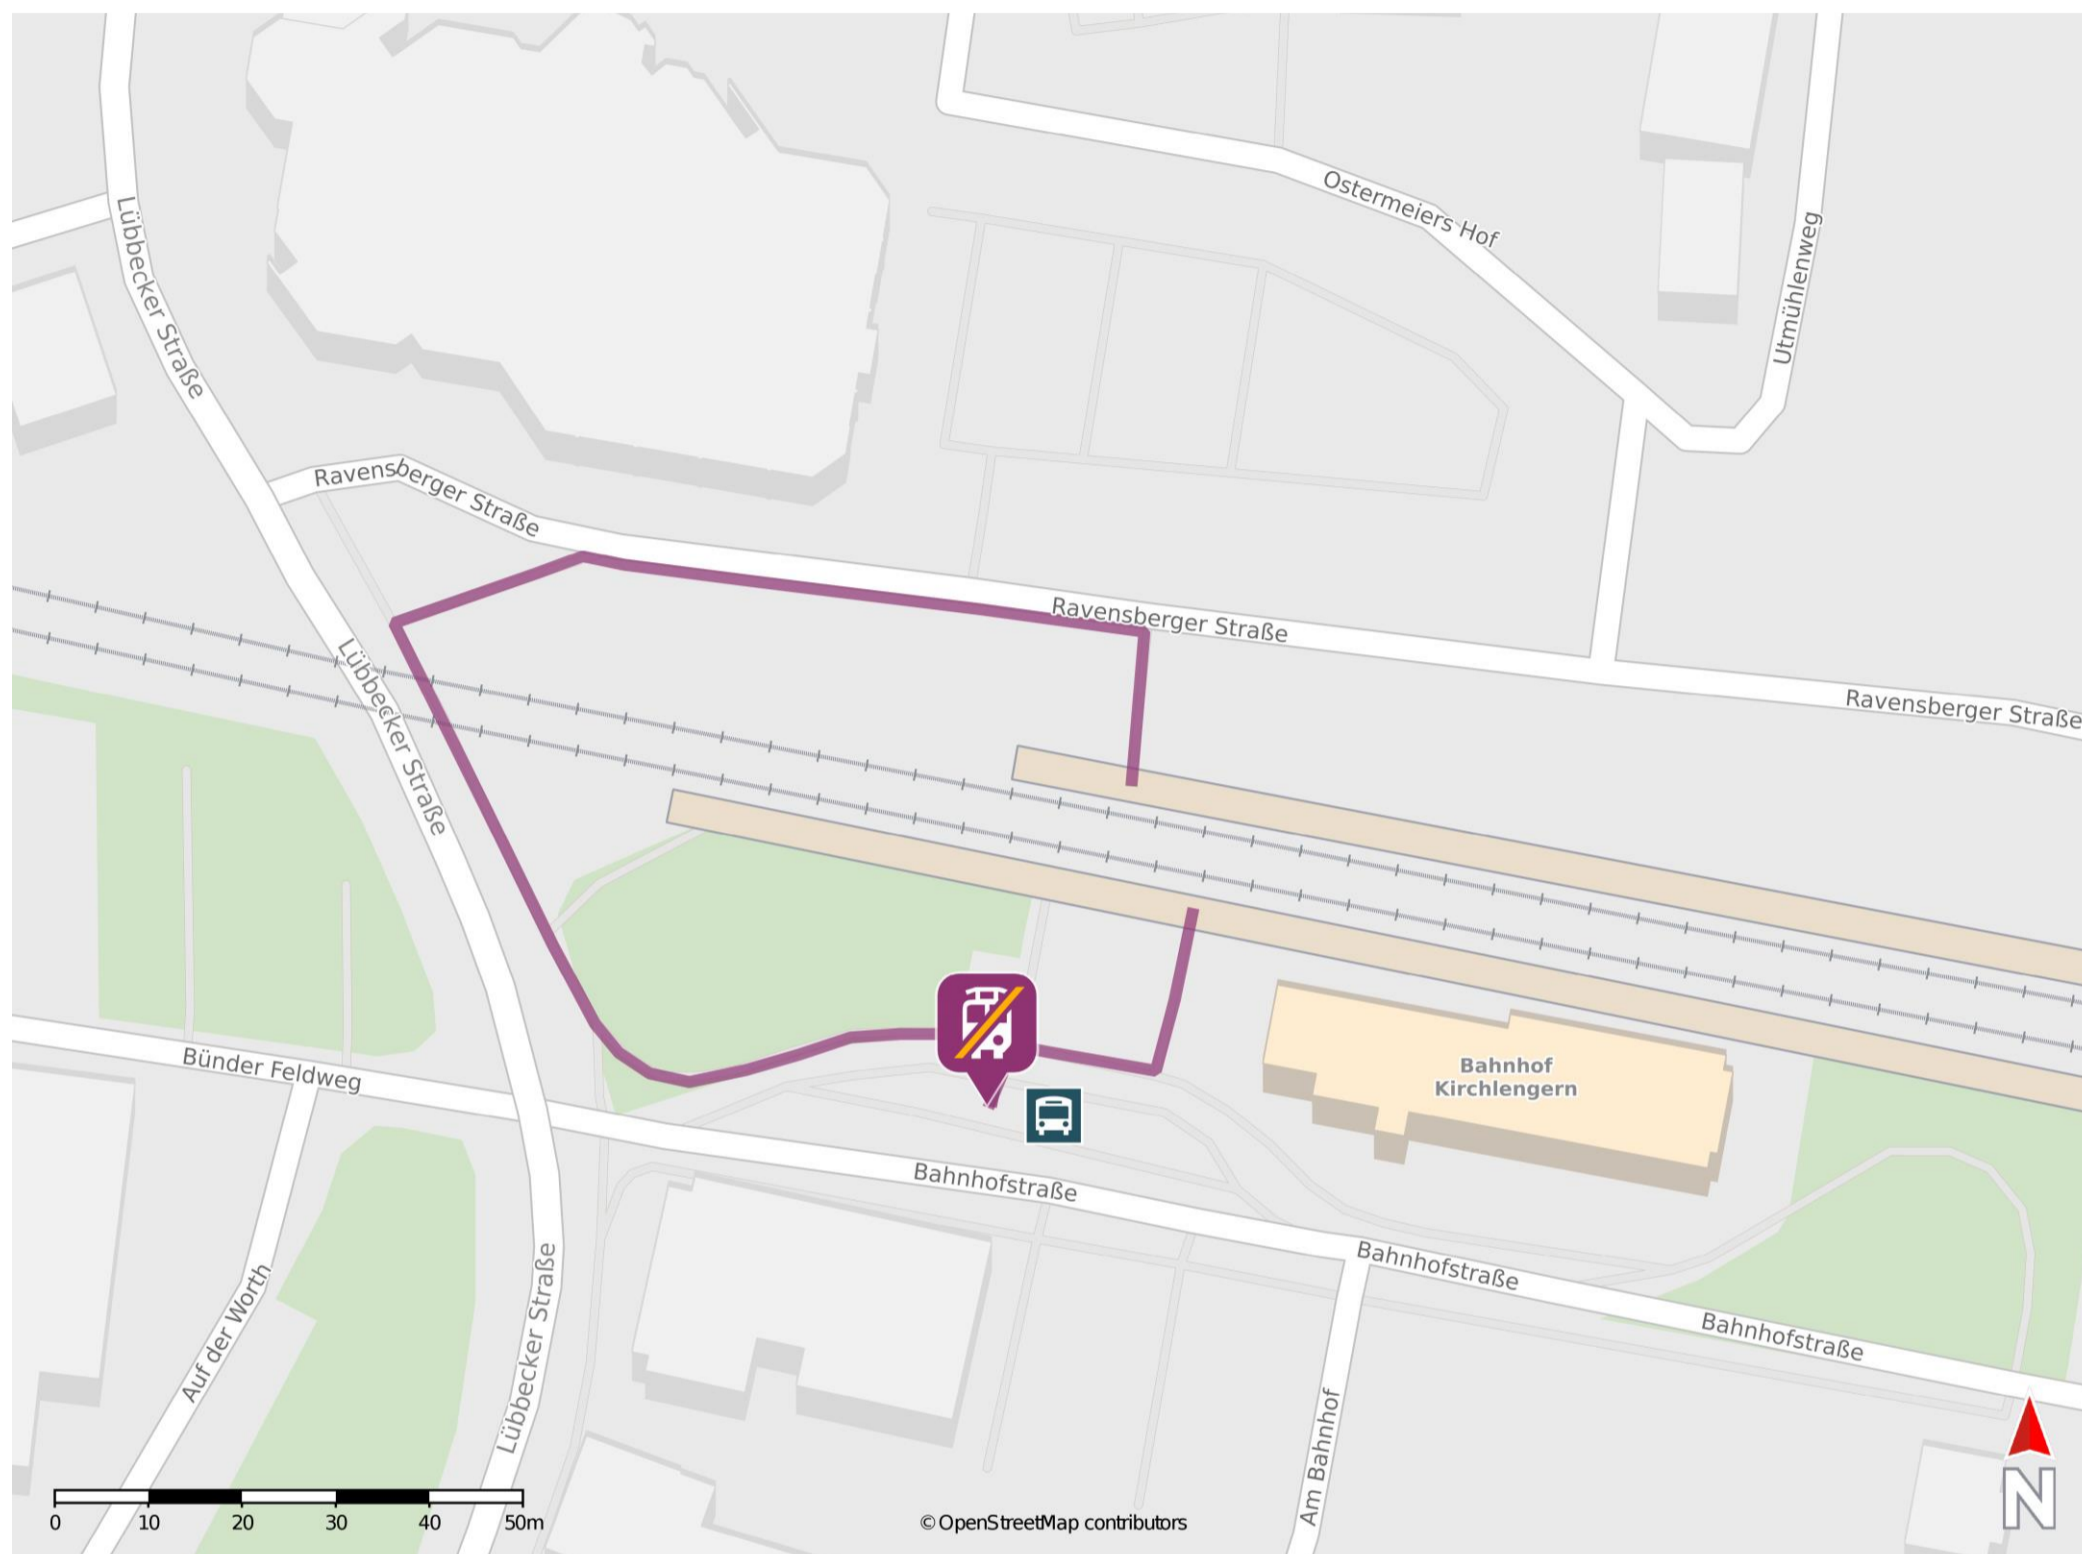 Ostermeiers Hof
Utmühlenweg
Lübbecker Straße
Ravensberger Straße
Ravensberger Straße
Ravensberger Straße
Lübbecker Straße
Bünder Feldweg
Bahnhof
Kirchlengern
Bahnhofstraße
Bahnhofstraße
Bahnhofstraße
Auf der Worth
Lübbecker Straße
Am Bahnhof
N
0 10 20 30 40 50m
© OpenStreetMap contributors